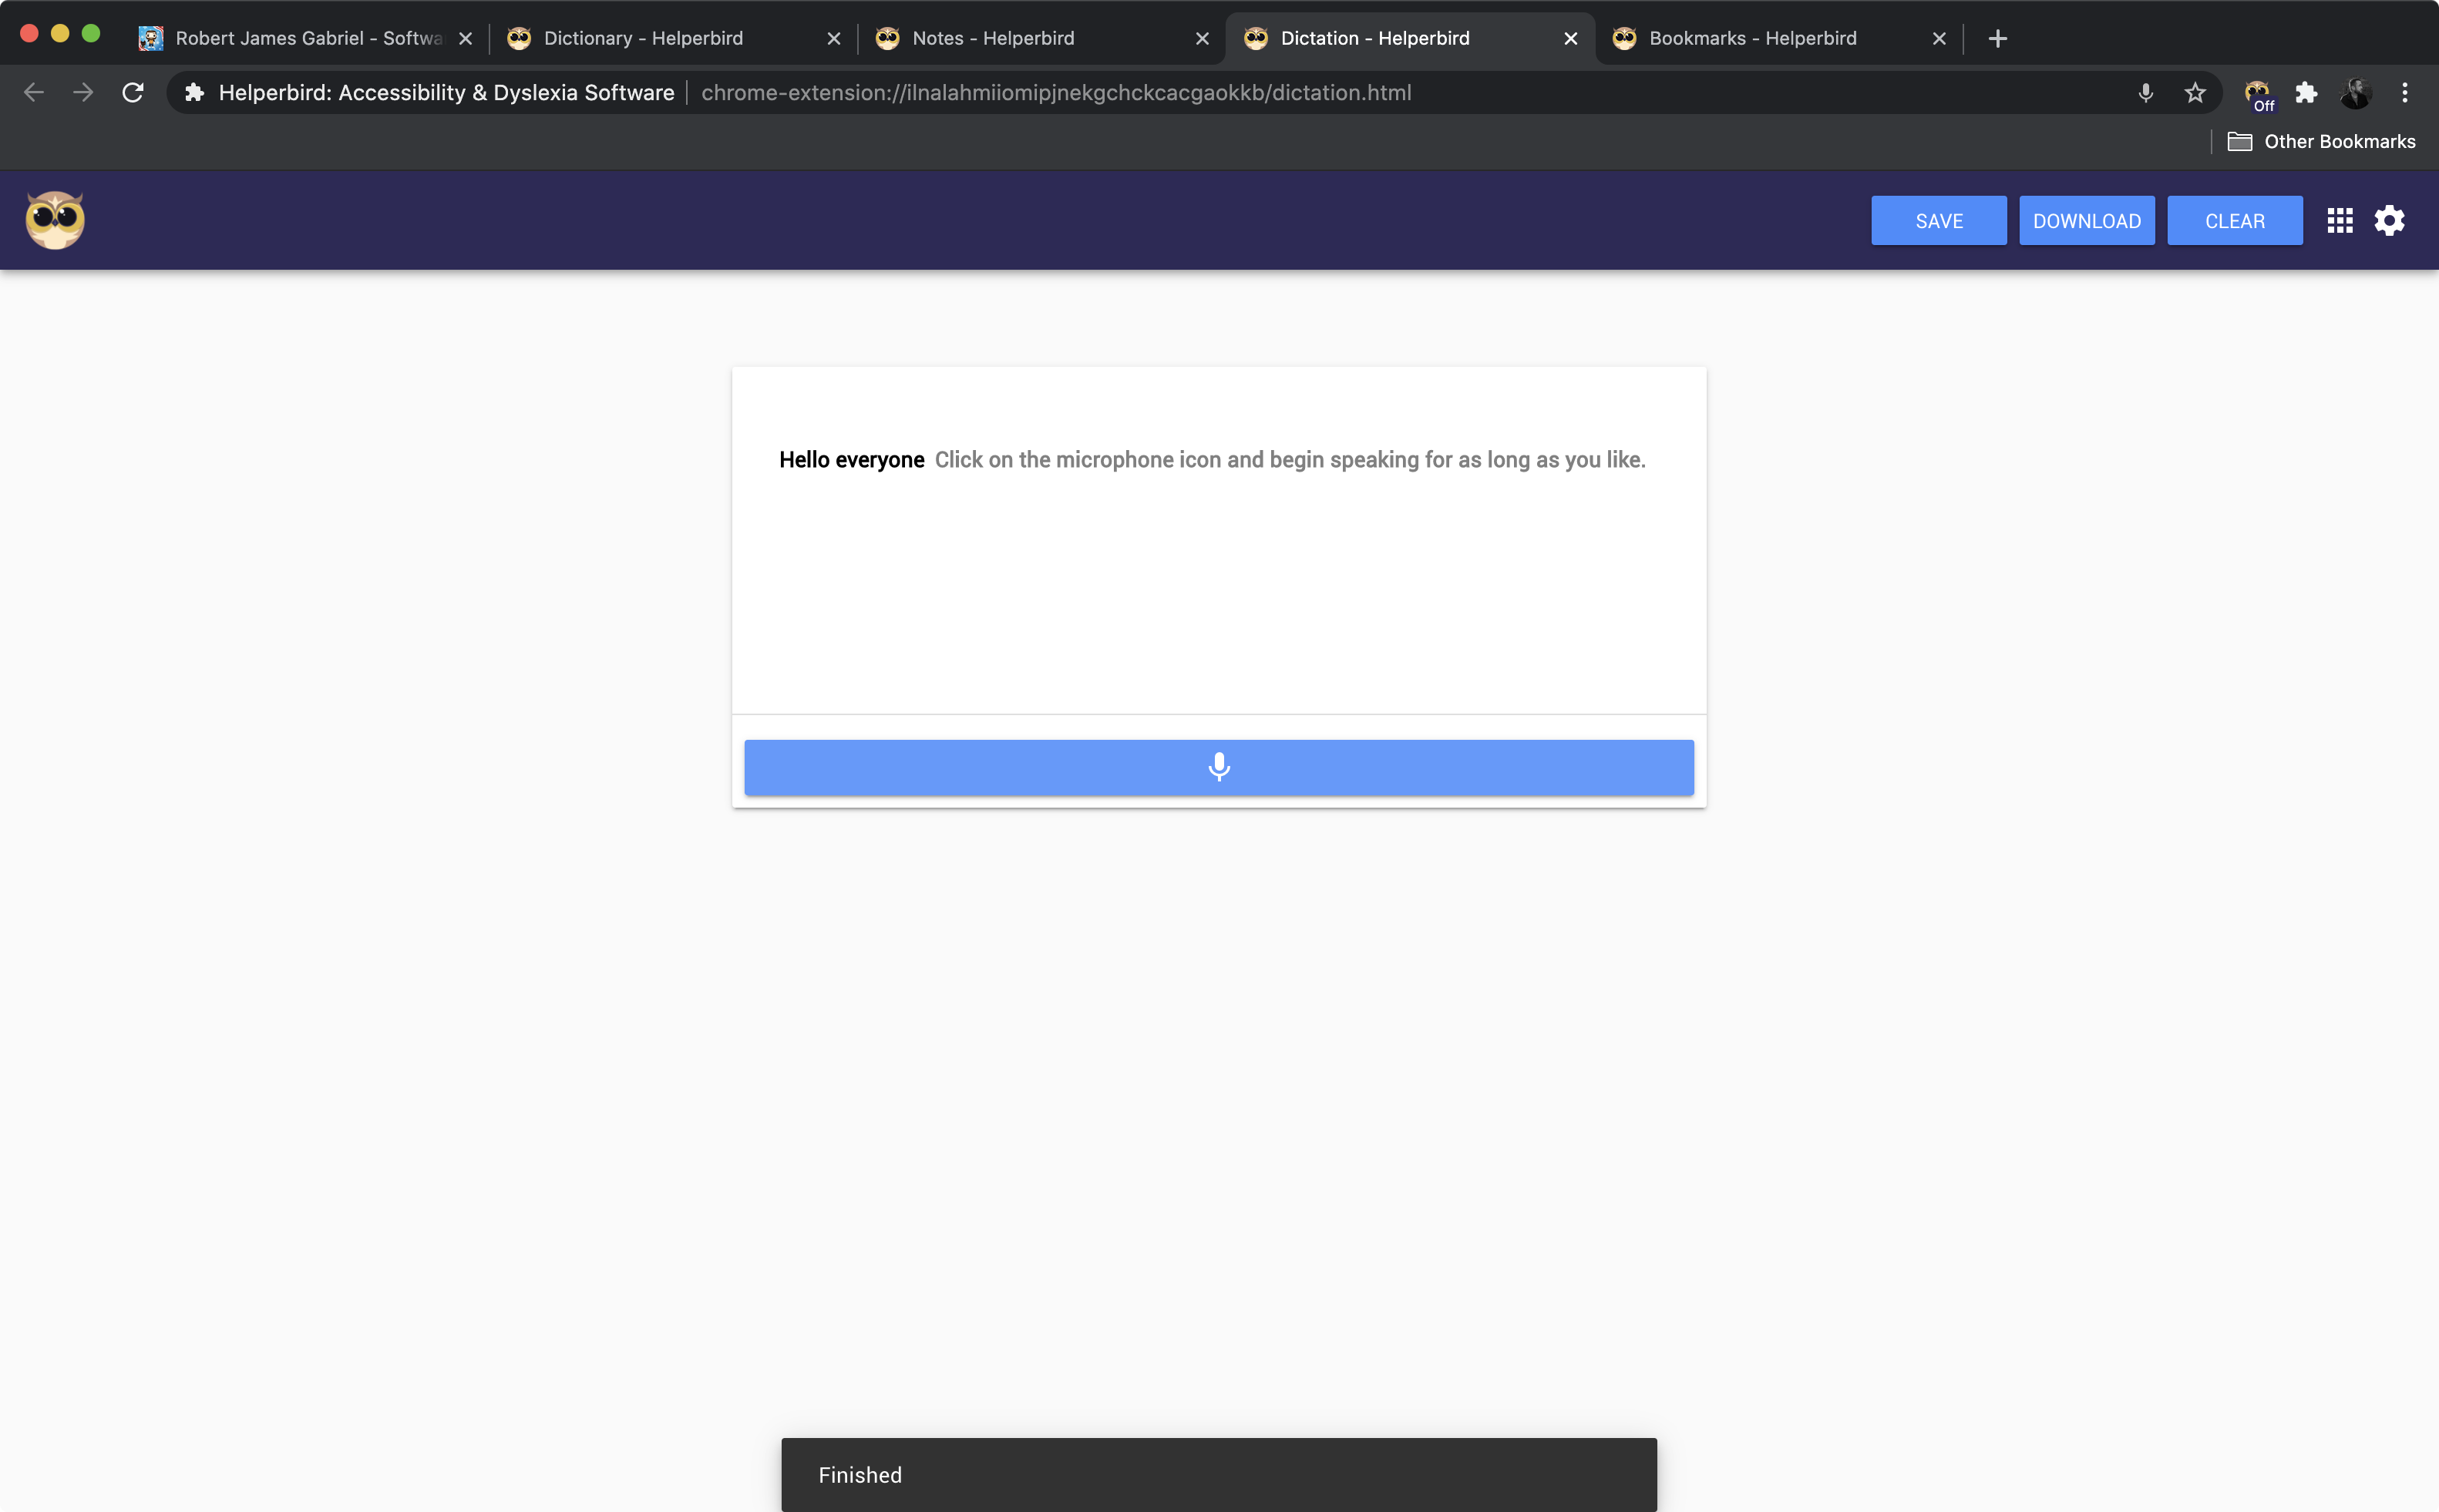 Robert James Gabriel - Softwa
Dictionary - Helperbird
Notes - Helperbird
Dictation - Helperbird
Bookmarks - Helperbird
Helperbird: Accessibility & Dyslexia Software
chrome-extension://ilnalahmiiomipjnekgchckcacgaokkb/dictation.html
Off
Other Bookmarks
SAVE
DOWNLOAD
CLEAR
Hello everyone Click on the microphone icon and begin speaking for as long as you like.
Finished